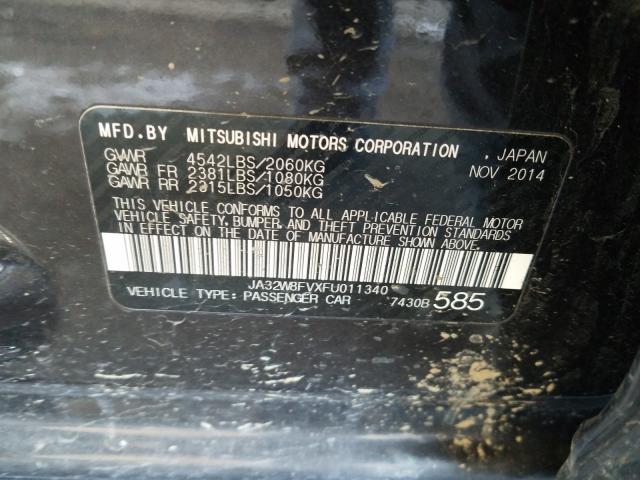 MFD.BY MITSUBISHI MOTORS CORPORATION , JAPAN
GVWR 4542LBS/2060KG NOV 2014
GAWR FR 2381LBS/1080KG
GAWR RR 2315LBS/1050KG
THIS VEHICLE CONFORMS TO ALL APPLICABLE FEDERAL MOTOR
VEHICLE SAFETY, BUMPER, AND THEFT PREVENTION STANDARDS
IN EFFECT ON THE DATE OF MANUFACTURE SHOWN ABOVE.
JA32W8FVXFU011340
VEHICLE TYPE: PASSENGER CAR 7430B 585